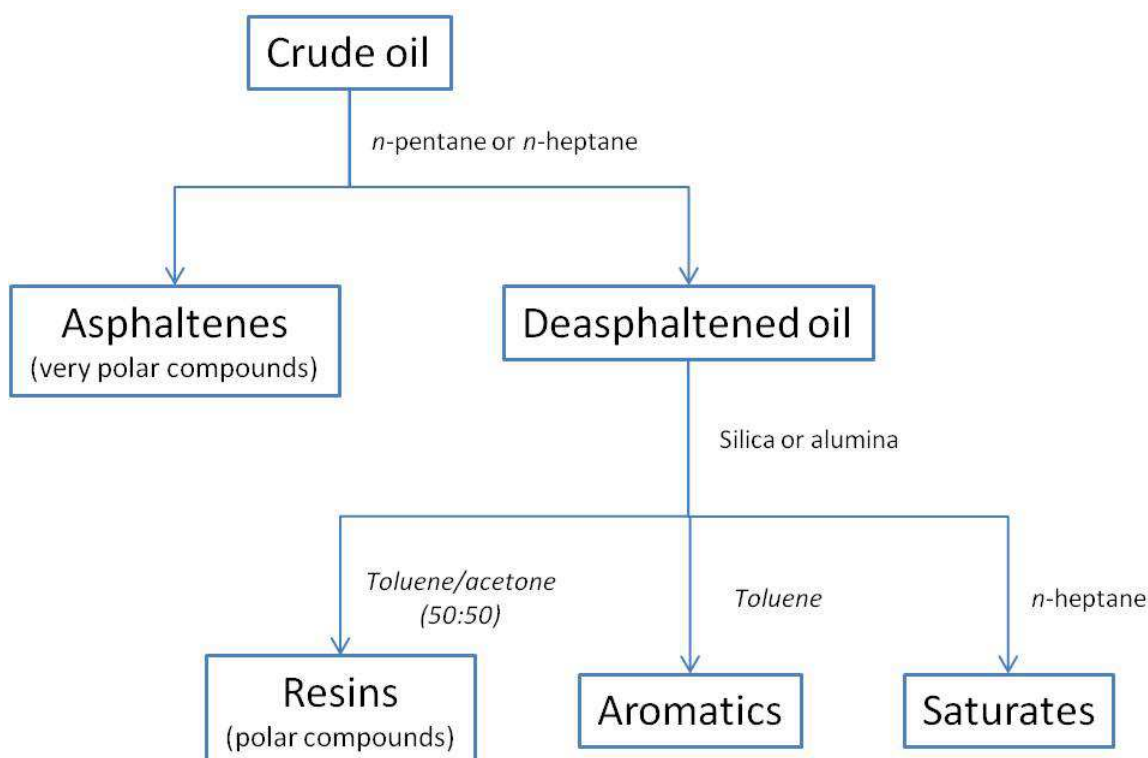 Crude oil
n-pentane or n-heptane
Asphaltenes
(very polar compounds)
Deasphaltened oil
Silica or alumina
Toluene/acetone
(50:50)
Toluene
n-heptane
Resins
(polar compounds)
Aromatics
Saturates